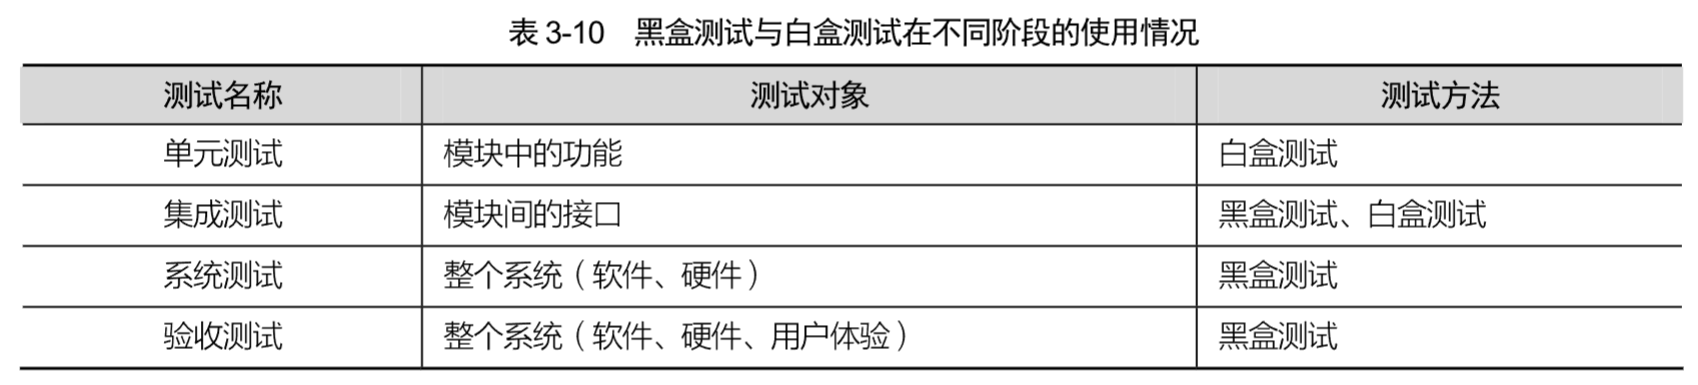 表 3-10 黑盒测试与白盒测试在不同阶段的使用情况
测试名称 测试对象 测试方法
单元测试 模块中的功能 白盒测试
集成测试 模块间的接口 黑盒测试、白盒测试
系统测试 整个系统（软件、硬件） 黑盒测试
验收测试 整个系统（软件、硬件、用户体验） 黑盒测试